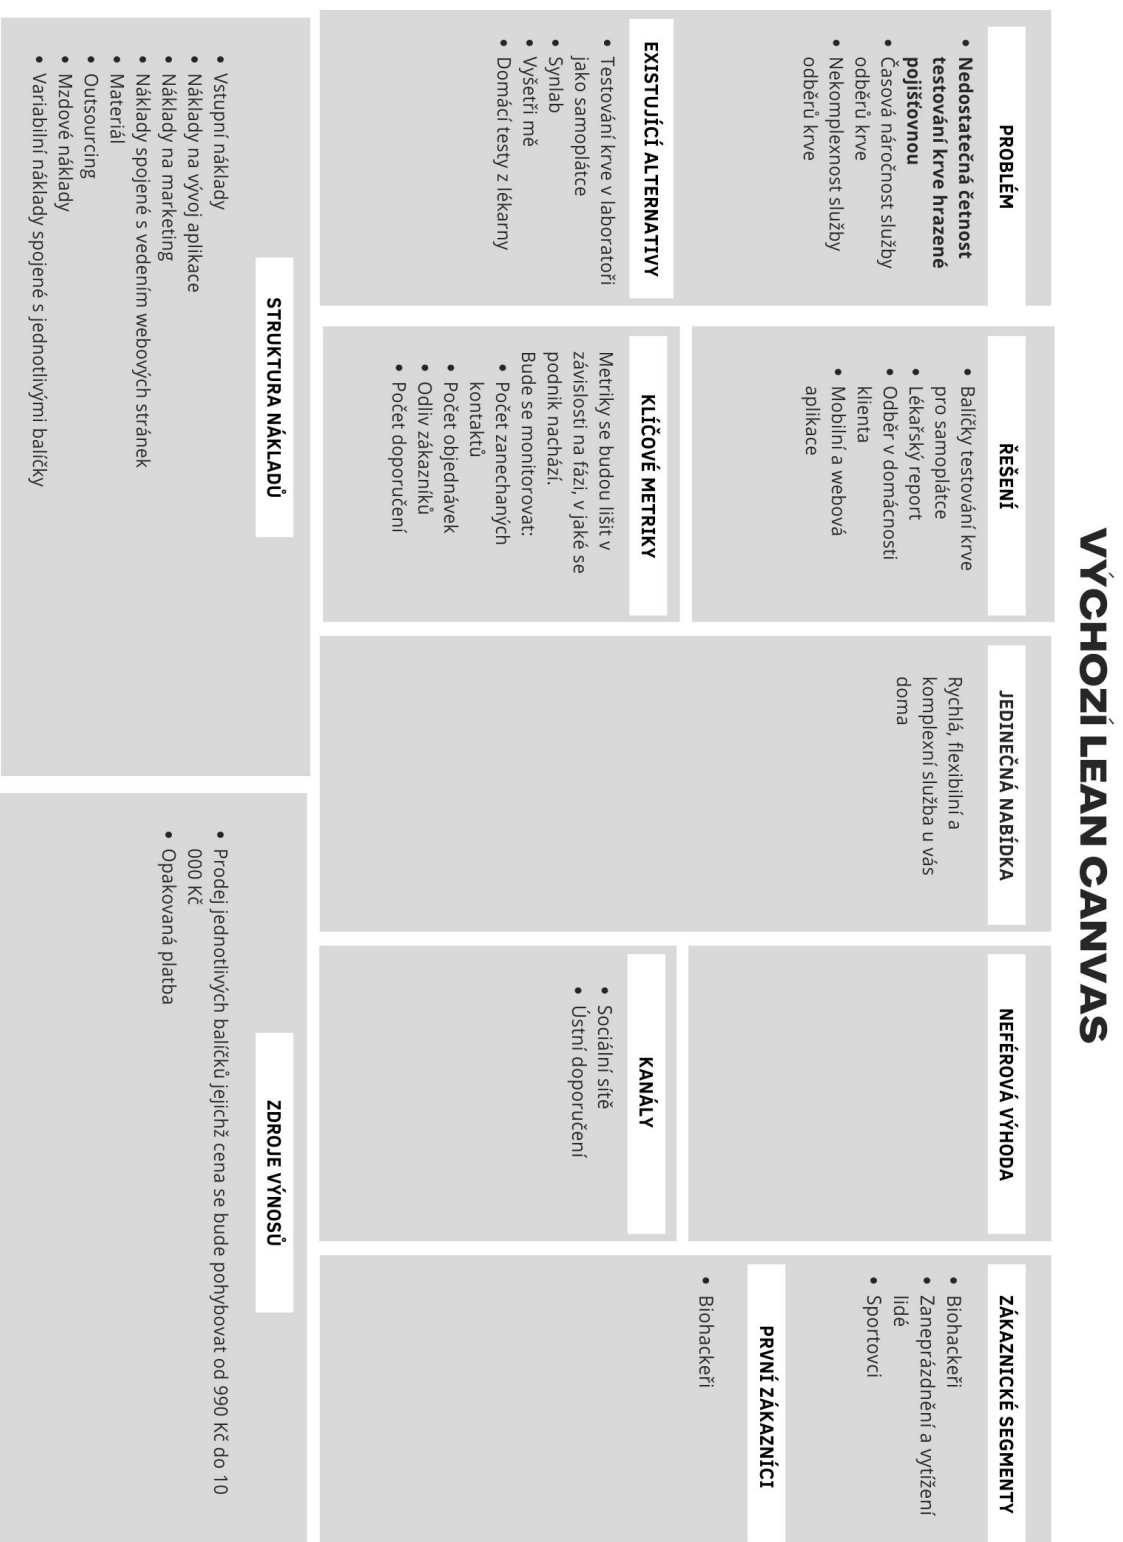 VÝCHOZÍ LEAN CANVAS
PROBLÉM
• Nedostatečná četnost
testování krve hrazené
pojišťovnou
• Časová náročnost služby
odběrů krve
• Nekomplexnost služby
odběrů krve
EXISTUJÍCÍ ALTERNATIVY
• Testování krve v laboratoři
jako samoplátce
• Synlab
• Vyšetři mě
• Domácí testy z lékarny
ŘEŠENÍ
• Balíčky testování krve
pro samoplátce
• Lékařský report
• Odběr v domácnosti
klienta
• Mobilní a webová
aplikace
KLÍČOVÉ METRIKY
Metriky se budou lišit v
závislosti na fázi, v jaké se
podnik nachází.
Bude se monitorovat:
• Počet zanechaných
kontaktů
• Počet objednávek
• Odliv zákazníků
• Počet doporučení
JEDINEČNÁ NABÍDKA
Rychlá, flexibilní a
komplexní služba u vás
doma
NEFÉROVÁ VÝHODA
KANÁLY
• Sociální sítě
• Ústní doporučení
ZÁKAZNICKÉ SEGMENTY
• Biohackeři
• Zaneprázdnění a vytížení
lidé
• Sportovci
PRVNÍ ZÁKAZNÍCI
• Biohackeři
STRUKTURA NÁKLADŮ
• Vstupní náklady
• Náklady na vývoj aplikace
• Náklady na marketing
• Náklady spojené s vedením webových stránek
• Materiál
• Outsourcing
• Mzdové náklady
• Variabilní náklady spojené s jednotlivými balíčky
ZDROJE VÝNOSŮ
• Prodej jednotlivých balíčků jejichž cena se bude pohybovat od 990 Kč do 10
000 Kč
• Opakovaná platba